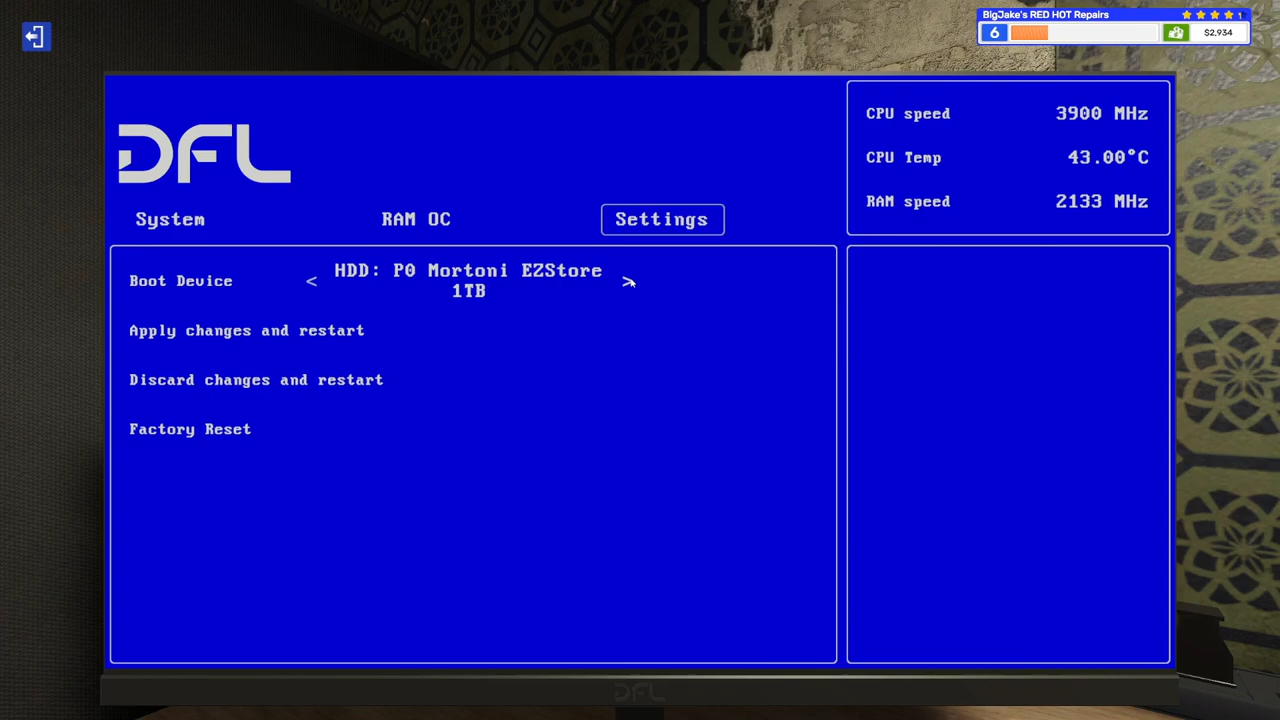 BigJake's RED HOT Repairs
6
$2,934
DFL
CPU speed 3900 MHz
CPU Temp 43.00°C
RAM speed 2133 MHz
System RAM OC Settings
Boot Device < HDD: P0 Mortoni EZStore >
1TB
Apply changes and restart
Discard changes and restart
Factory Reset
DFL